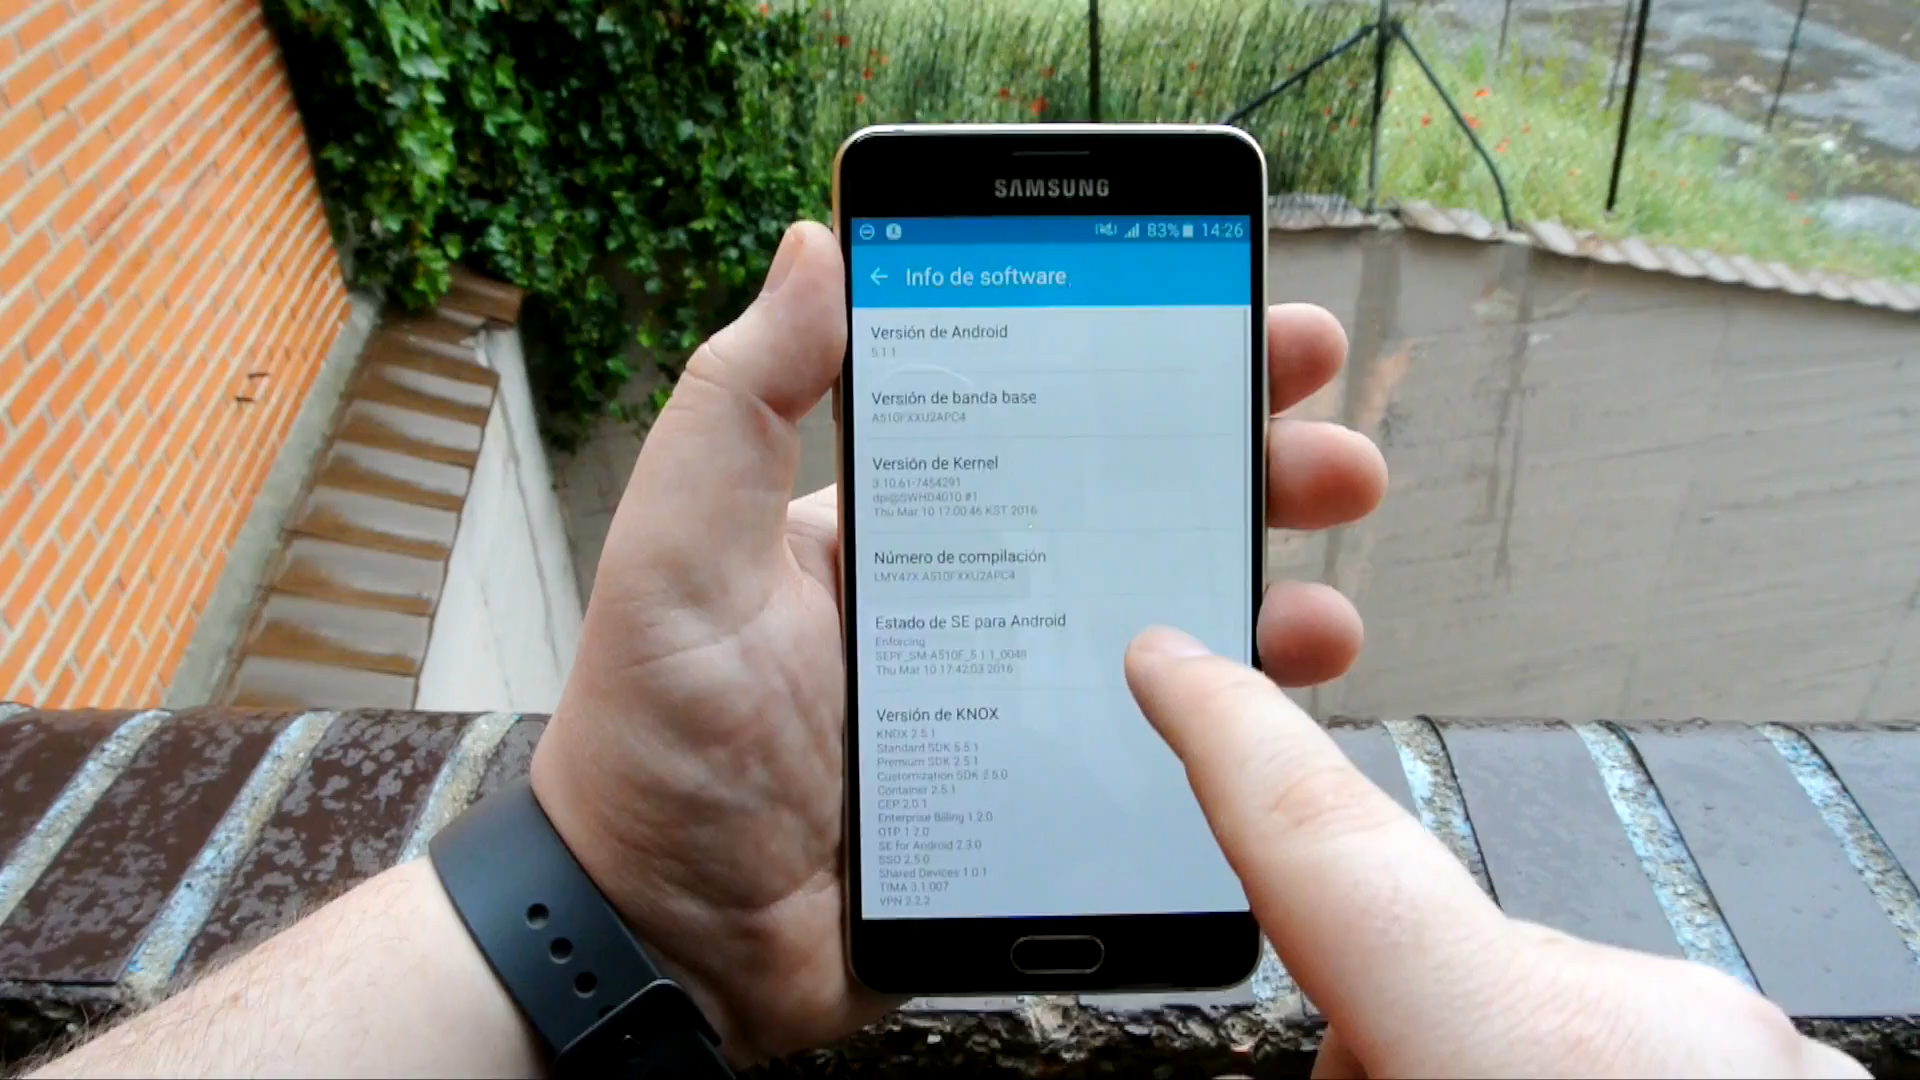 SAMSUNG
83% 14:26
Info de software
Versión de Android
5.1.1
Versión de banda base
A510FXXU2APC4
Versión de Kernel
3.10.61-7454291
dpi@SWHD4010 #1
Thu Mar 10 17:00:46 KST 2016
Número de compilación
LMY47X.A510FXXU2APC4
Estado de SE para Android
Enforcing
SEPF_SM-A510F_5.1.1_0048
Thu Mar 10 17:42:03 2016
Versión de KNOX
KNOX 2.5.1
Standard SDK 5.5.1
Premium SDK 2.5.1
Customization SDK 2.5.0
Container 2.5.1
CEP 2.0.1
Enterprise Billing 1.2.0
OTP 1.2.0
SE for Android 2.3.0
SSO 2.5.0
Shared Devices 1.0.1
TIMA 3.1.007
VPN 2.2.2